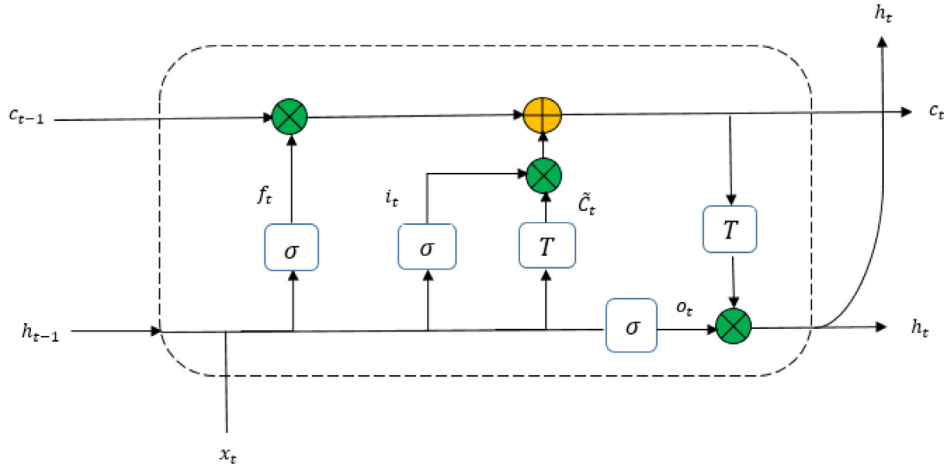 h_t
c_{t-1}
c_t
f_t
i_t
C̃_t
σ
σ
T
T
h_{t-1}
σ
o_t
h_t
x_t